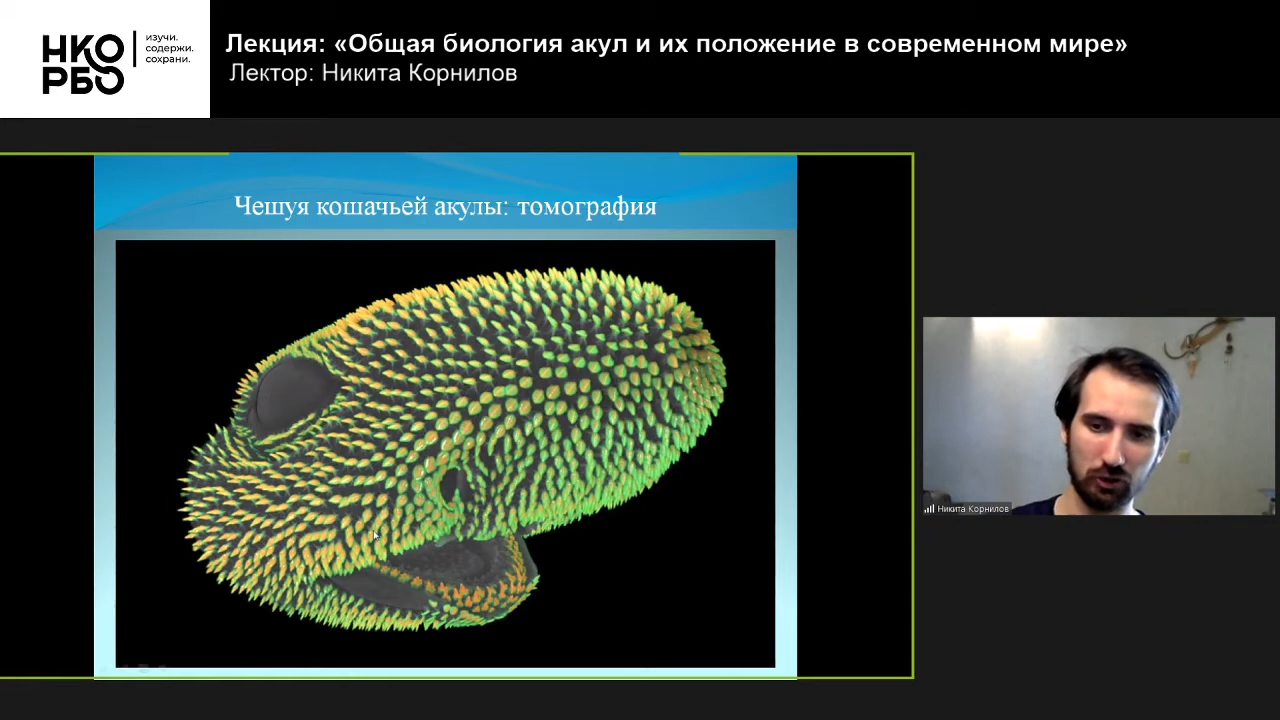 НКО
РБО
изучи.
содержи.
сохрани.
Лекция: «Общая биология акул и их положение в современном мире»
Лектор: Никита Корнилов
Чешуя кошачьей акулы: томография
Никита Корнилов